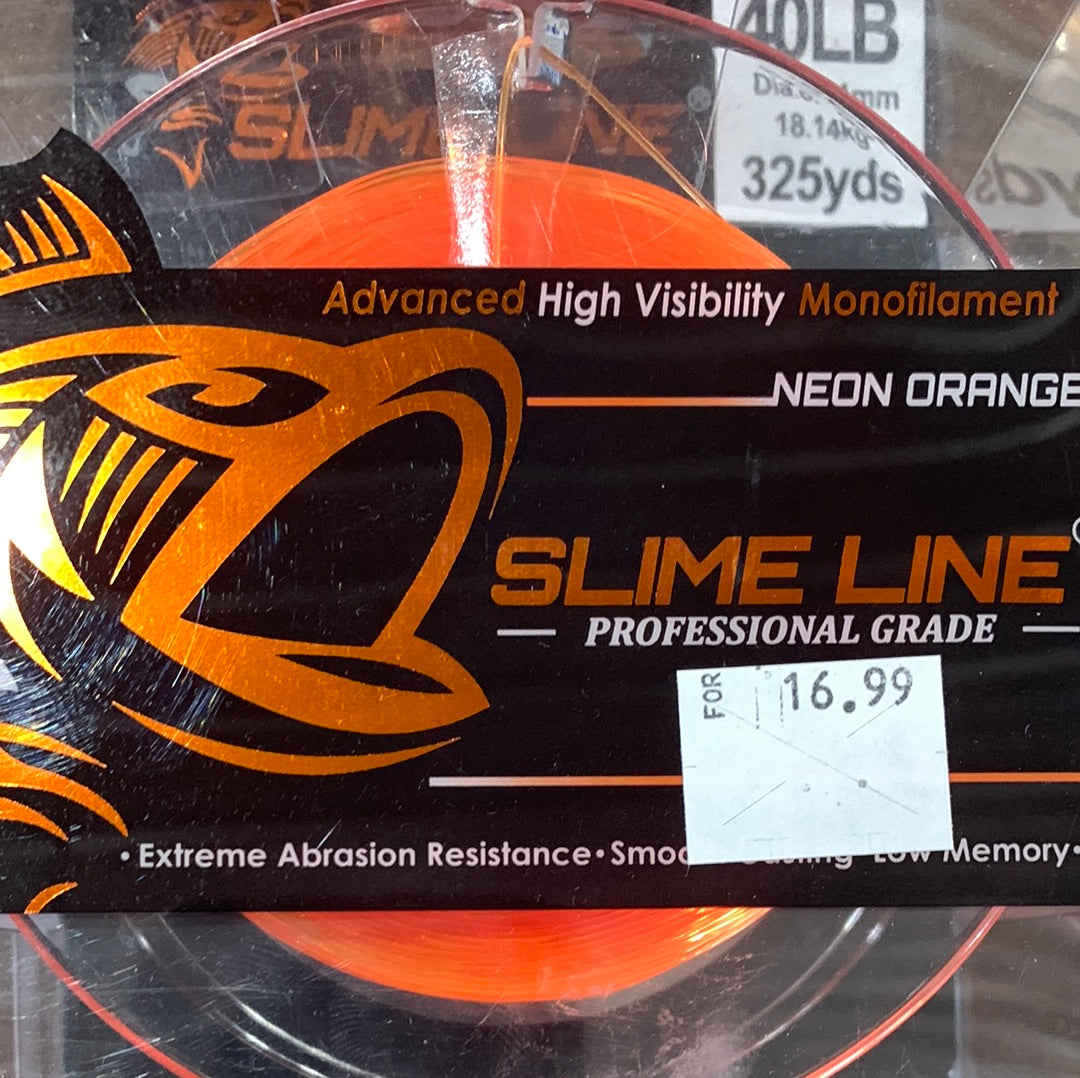 40LB
18.14kg
325yds
SLIME LINE
Advanced High Visibility Monofilament
NEON ORANGE
SLIME LINE
PROFESSIONAL GRADE
FOR 16.99
• Extreme Abrasion Resistance • Low Memory •